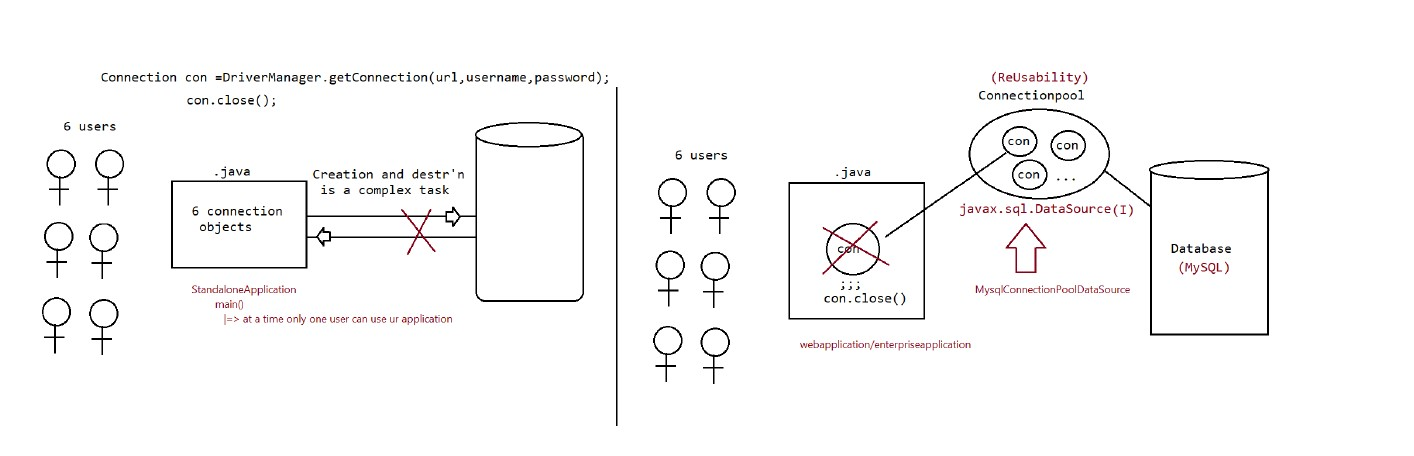 Connection con =DriverManager.getConnection(url,username,password);
con.close();
6 users
.java
Creation and destr'n
is a complex task
6 connection
objects
StandaloneApplication
main()
|=> at a time only one user can use ur application
(ReUsability)
Connectionpool
6 users
.java
con
con
con
...
javax.sql.DataSource(I)
con
;;;
con.close()
Database
(MySQL)
MysqlConnectionPoolDataSource
webapplication/enterpriseapplication